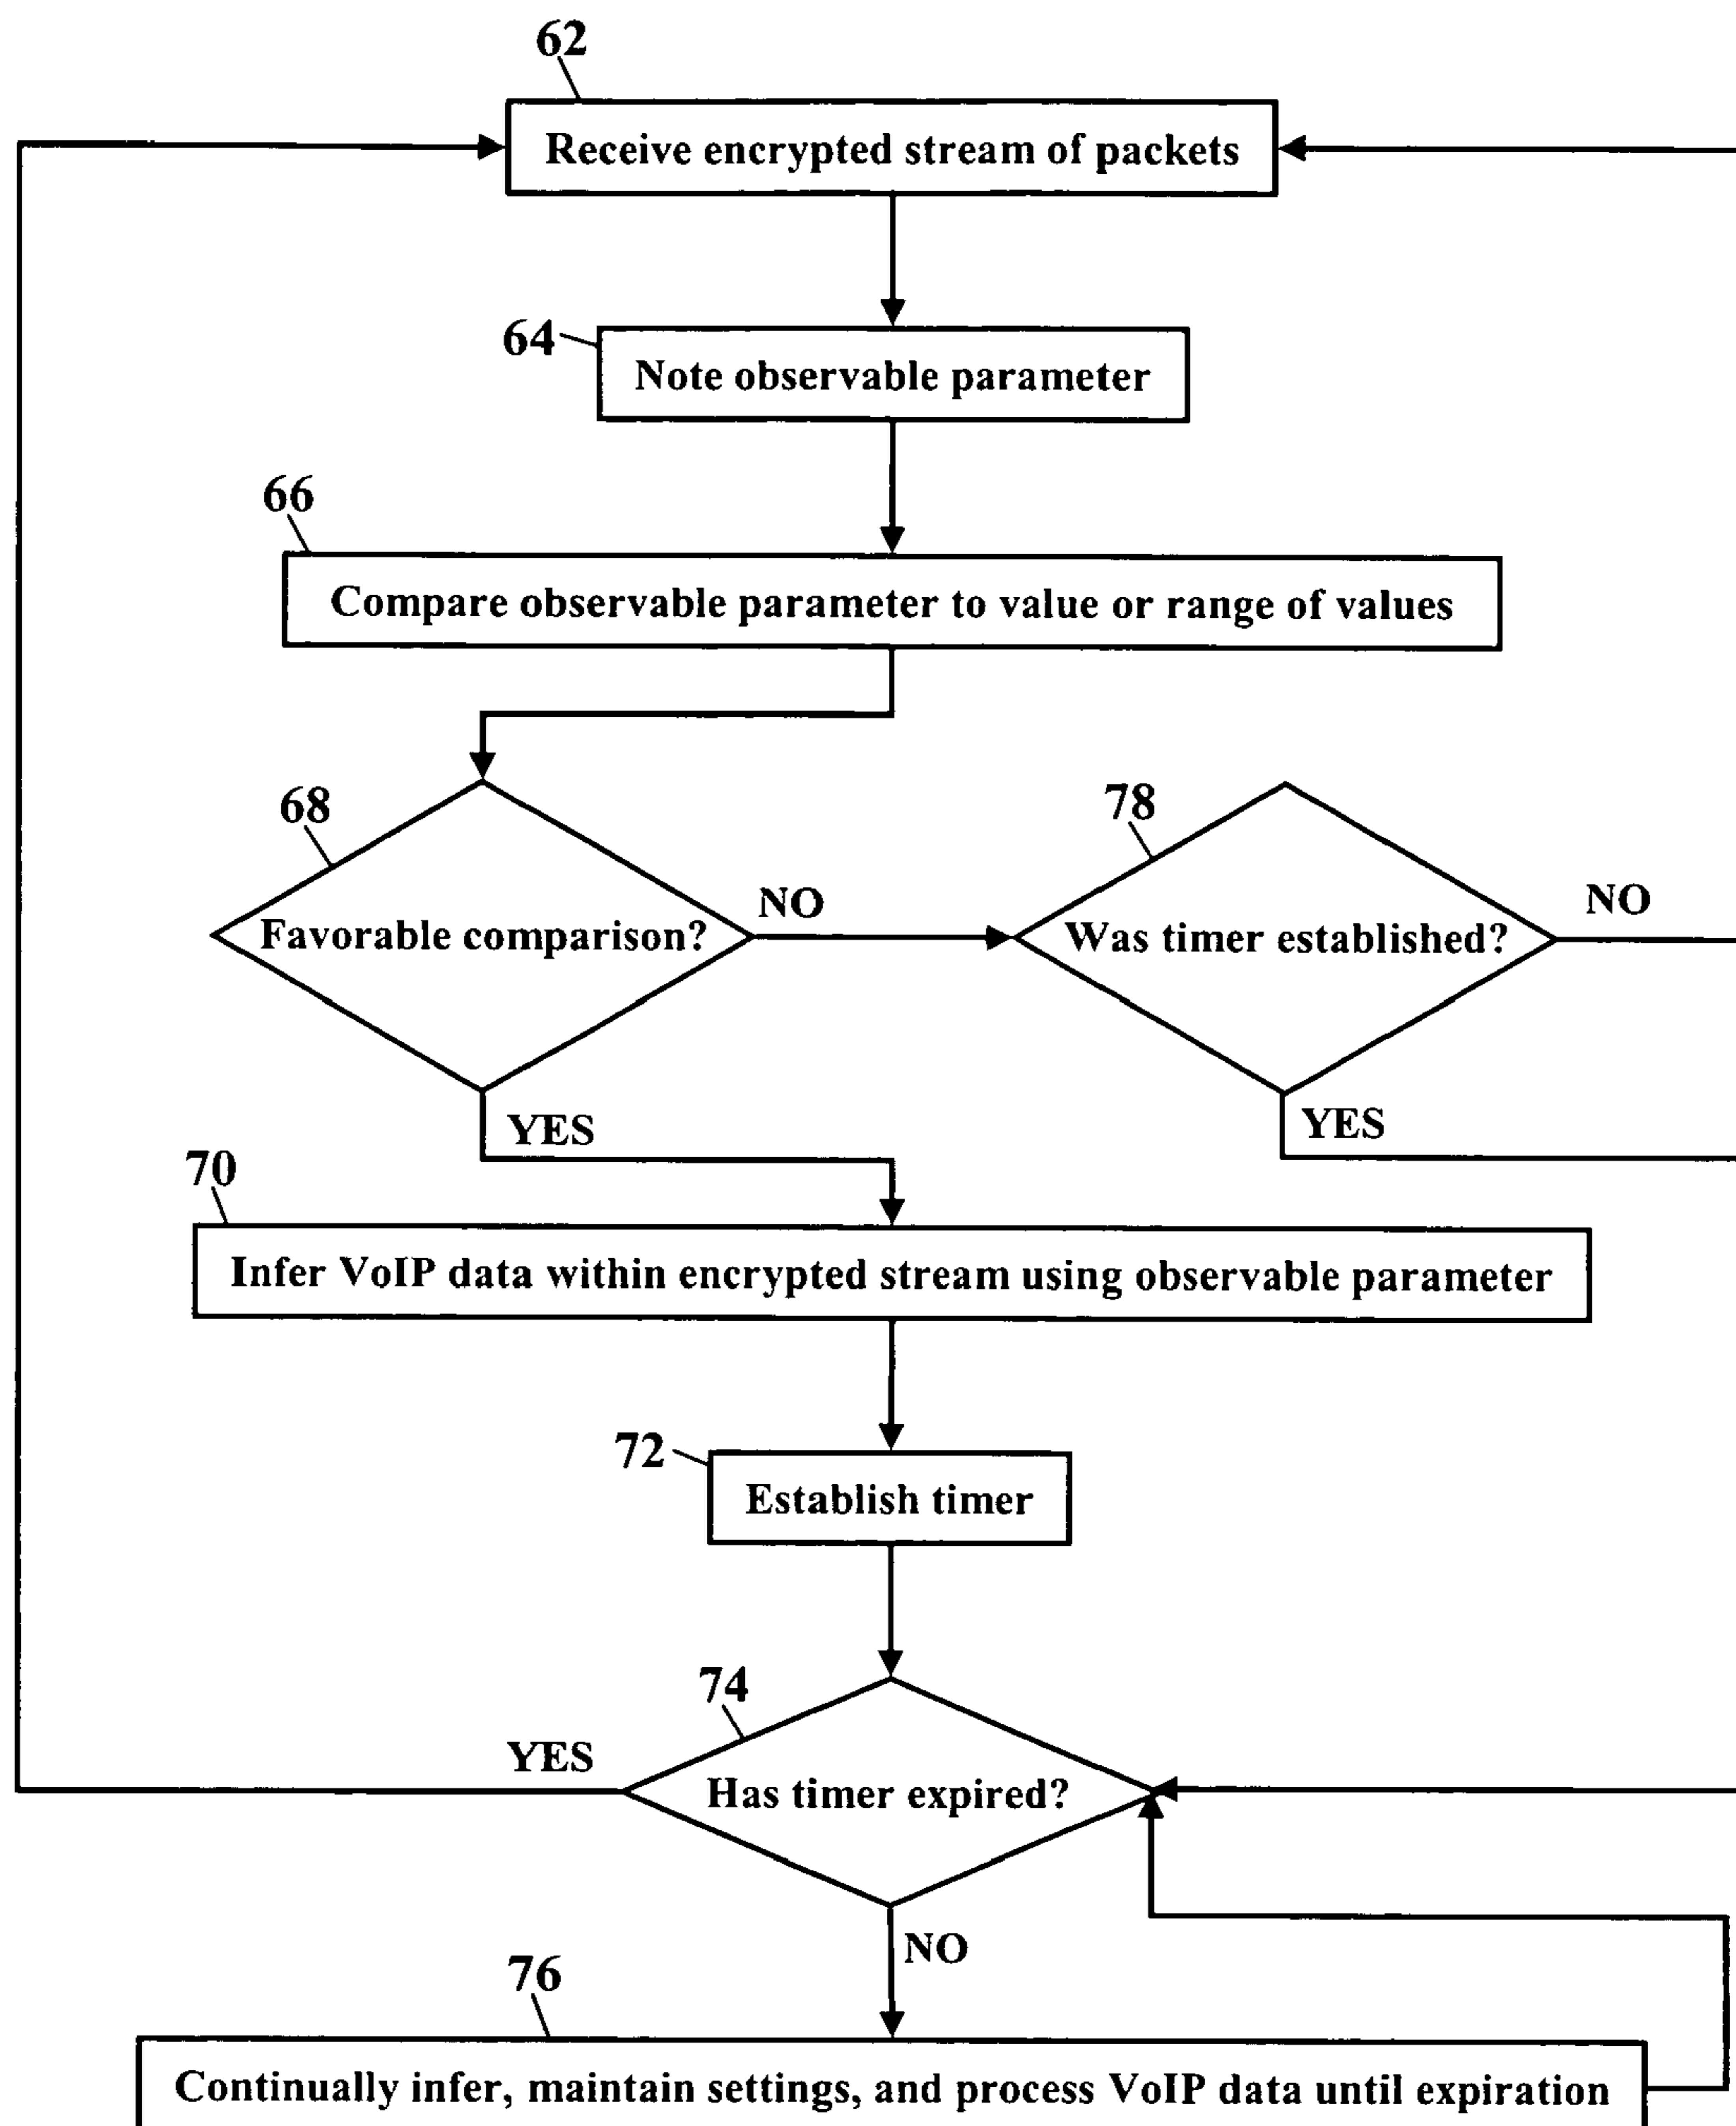 62
Receive encrypted stream of packets
64
Note observable parameter
66
Compare observable parameter to value or range of values
68
Favorable comparison?
NO
78
Was timer established?
NO
YES
YES
70
Infer VoIP data within encrypted stream using observable parameter
72
Establish timer
74
YES
Has timer expired?
NO
76
Continually infer, maintain settings, and process VoIP data until expiration